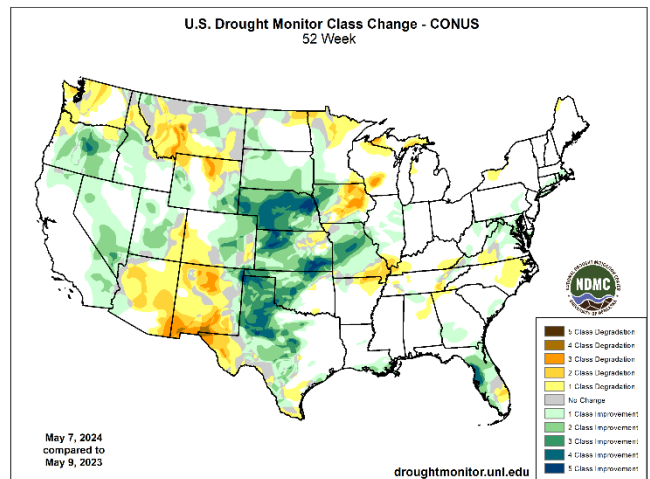 U.S. Drought Monitor Class Change - CONUS
52 Week
NDMC
5 Class Degradation
4 Class Degradation
3 Class Degradation
2 Class Degradation
1 Class Degradation
No Change
1 Class Improvement
2 Class Improvement
3 Class Improvement
4 Class Improvement
5 Class Improvement
May 7, 2024
compared to
May 9, 2023
droughtmonitor.unl.edu